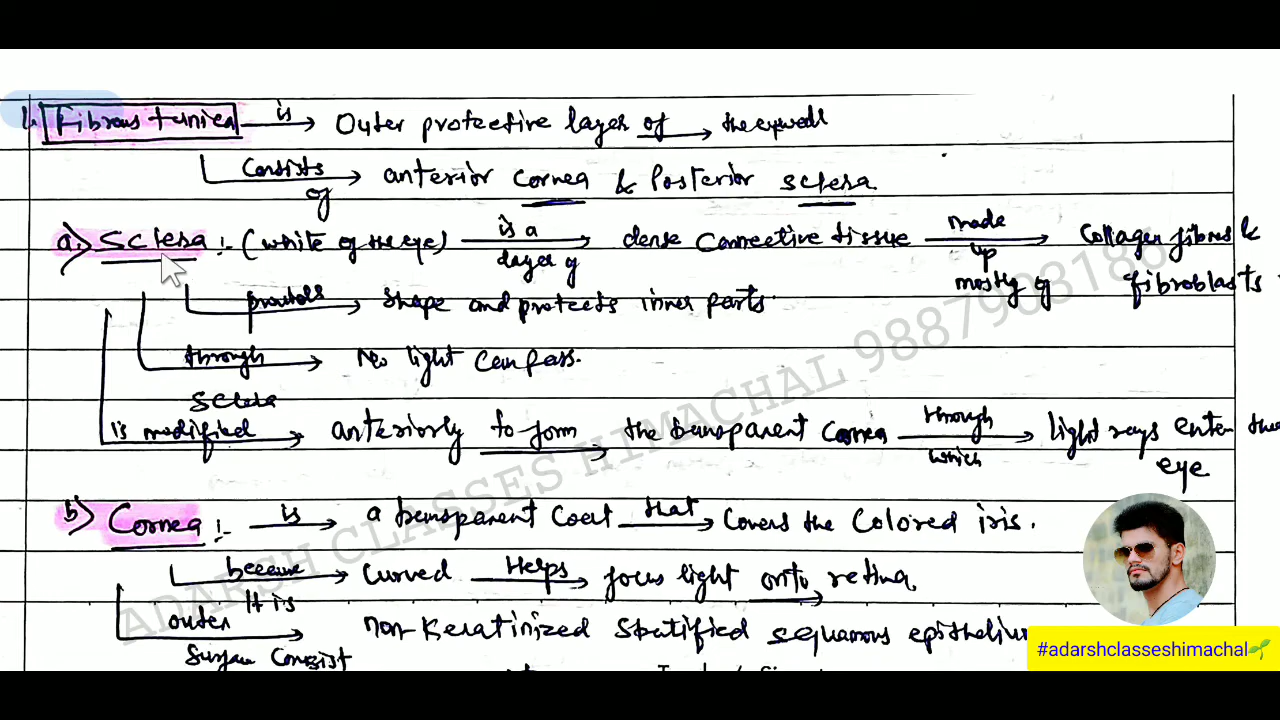 1. Fibrous tunica is → Outer protective layer of → the eyeball
Consists of → anterior cornea & Posterior sclera.
a) Sclera :- (white of the eye) is a layer of → dense Connective tissue made up mostly of → Collagen fibres & fibroblasts
provides → Shape and protects inner parts.
through sclera → No light can pass.
is modified → anteriorly to form → the transparent Cornea through which → light rays enter the eye
b) Cornea :- is → a transparent Coat that → Covers the Colored iris.
because It is → Curved Helps → focus light onto → retina
outer Surface Consist → non-Keratinized Stratified squamous epithelium
ADARSH CLASSES HIMACHAL 9887908186
#adarshclasseshimachal🌱